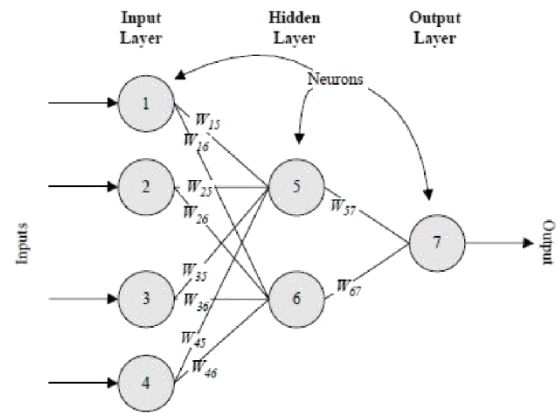 Input
Layer
Hidden
Layer
Output
Layer
Neurons
1
W15
W16
2
W25
W26
5
W57
Inputs
7
Output
3
W35
W36
6
W67
W45
4
W46